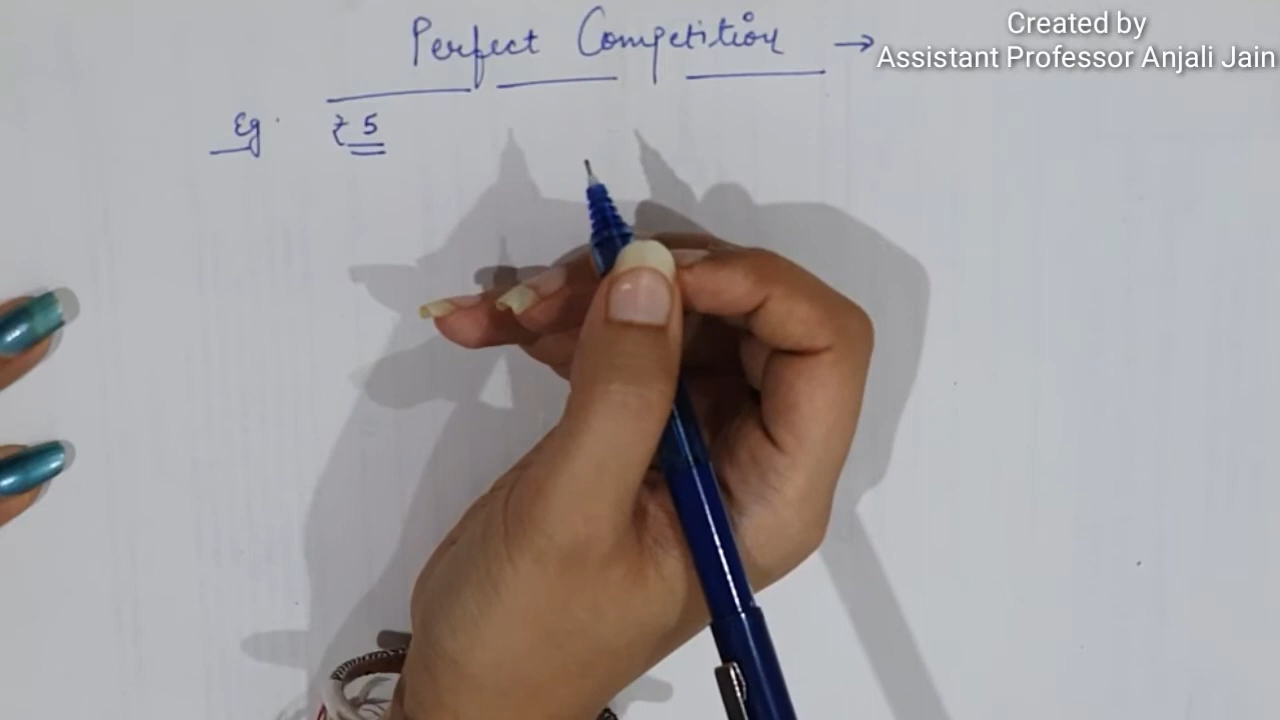 Perfect Competition →
Created by
Assistant Professor Anjali Jain
Eg. ₹ 5